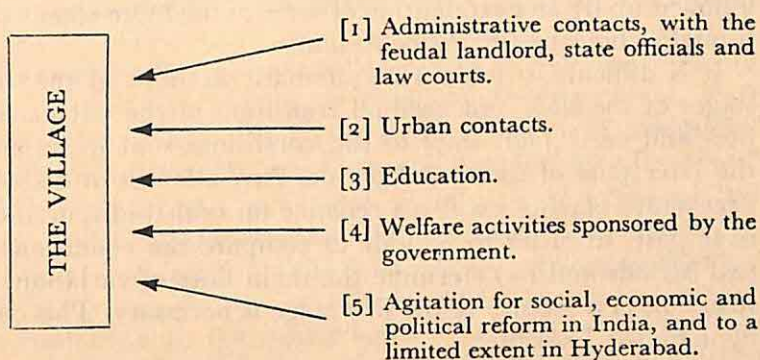 THE VILLAGE
[1] Administrative contacts, with the
feudal landlord, state officials and
law courts.
[2] Urban contacts.
[3] Education.
[4] Welfare activities sponsored by the
government.
[5] Agitation for social, economic and
political reform in India, and to a
limited extent in Hyderabad.